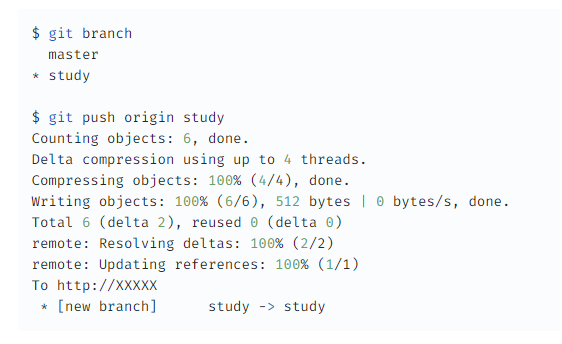 $ git branch
  master
* study

$ git push origin study
Counting objects: 6, done.
Delta compression using up to 4 threads.
Compressing objects: 100% (4/4), done.
Writing objects: 100% (6/6), 512 bytes | 0 bytes/s, done.
Total 6 (delta 2), reused 0 (delta 0)
remote: Resolving deltas: 100% (2/2)
remote: Updating references: 100% (1/1)
To http://XXXXX
 * [new branch]      study -> study